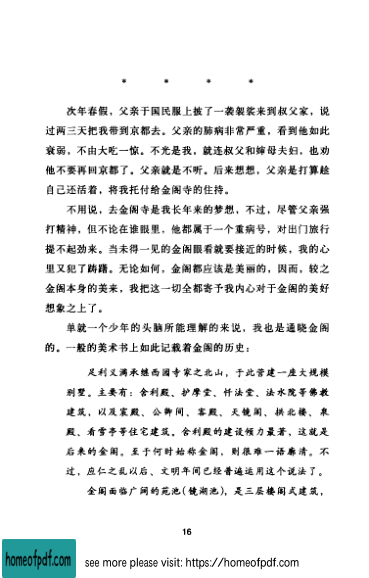 * * * *
次年春假，父亲于国民服上披了一袭袈裟来到叔父家，说
过两三天把我带到京都去。父亲的肺病非常严重，看到他如此
衰弱，不由大吃一惊。不光是我，就连叔父和婶母夫妇，也劝
他不要再回京都了。父亲就是不听。后来想想，父亲是打算趁
自己还活着，将我托付给金阁寺的住持。
不用说，去金阁寺是我长年来的梦想，不过，尽管父亲强
打精神，但不论在谁眼里，他都属于一个重病号，对出门旅行
提不起劲来。当未得一见的金阁眼看就要接近的时候，我的心
里又犯了踌躇。无论如何，金阁都应该是美丽的，因而，较之
金阁本身的美来，我把这一切全都寄予我内心对于金阁的美好
想象之上了。
单就一个少年的头脑所能理解的来说，我也是通晓金阁
的。一般的美术书上如此记载着金阁的历史：
足利义满承继西园寺家之北山，于此营建一座大规模
别墅。主要有：舍利殿、护摩堂、忏法堂、法水院等佛教
建筑，以及宸殿、公卿间、客殿、天镜阁、拱北楼、泉
殿、看雪亭等住宅建筑。舍利殿的建设倾力最著，这就是
后来的金阁。至于何时始称金阁，则很难一语廓清。不
过，应仁之乱以后、文明年间已经普遍运用这个说法了。
金阁面临广阔的苑池（镜湖池），是三层楼阁式建筑，
16
homeofpdf.com
see more please visit: https://homeofpdf.com